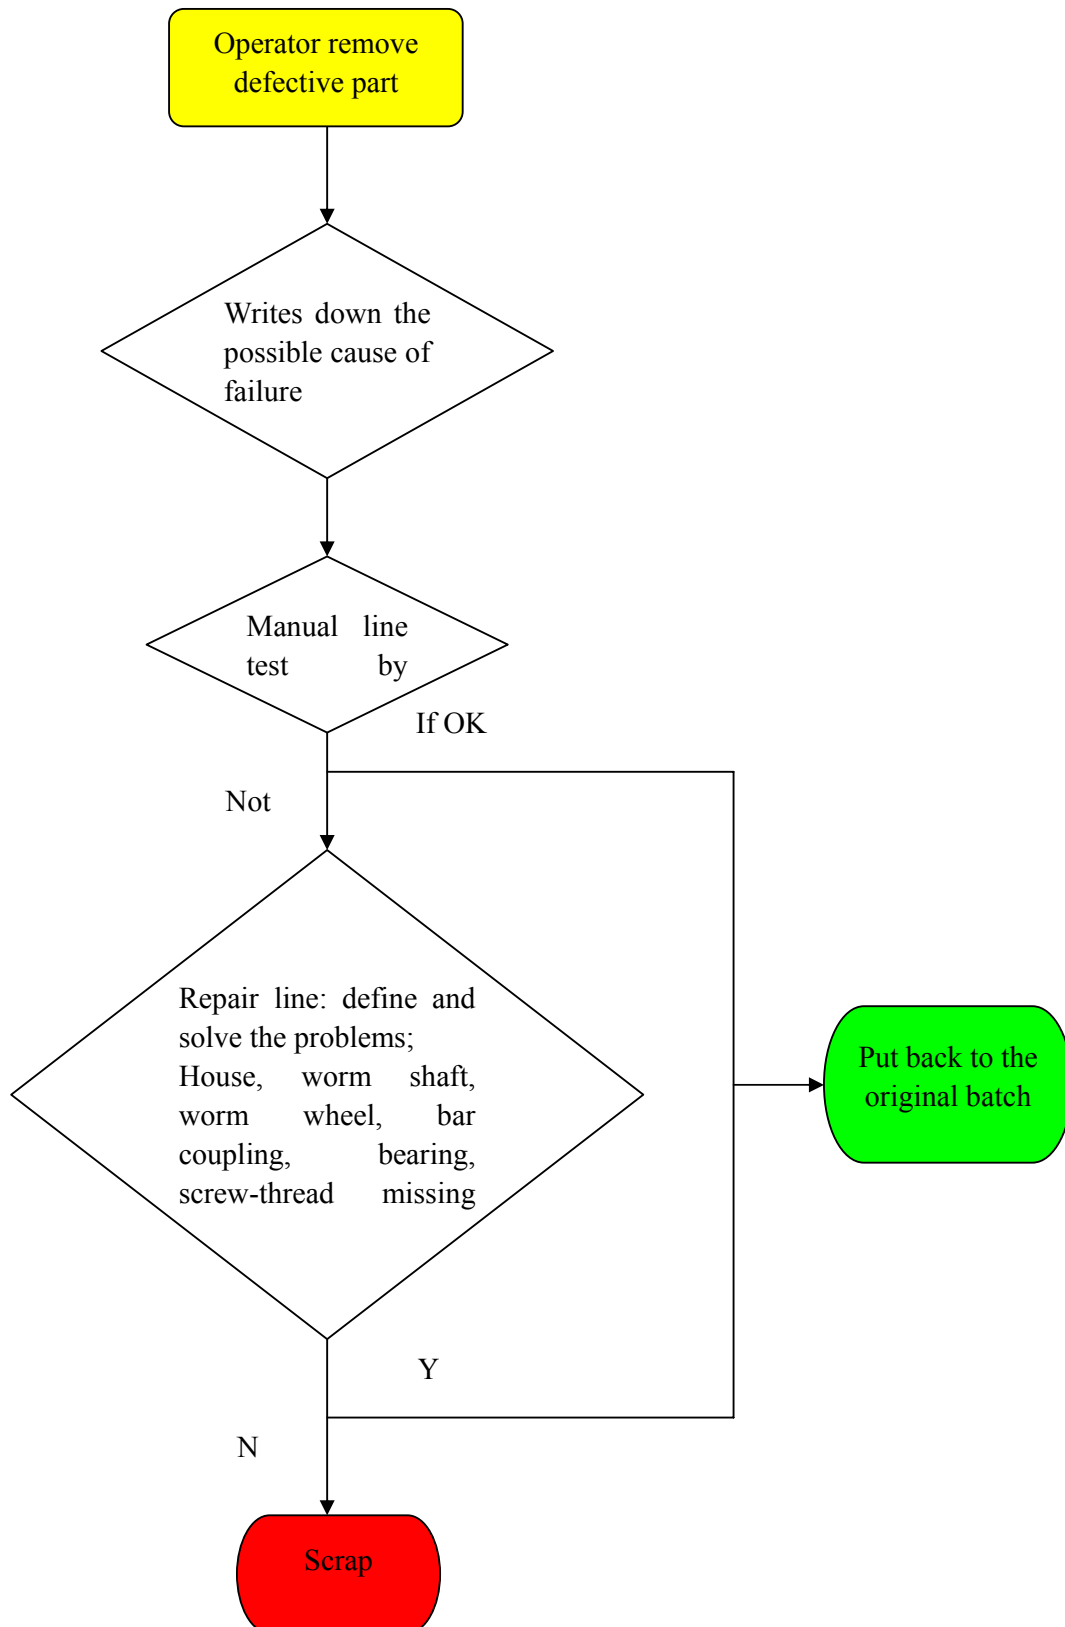 Operator remove
defective part
Writes down the
possible cause of
failure
Manual line
test by
If OK
Not
Repair line: define and
solve the problems;
House, worm shaft,
worm wheel, bar
coupling, bearing,
screw-thread missing
Put back to the
original batch
Y
N
Scrap